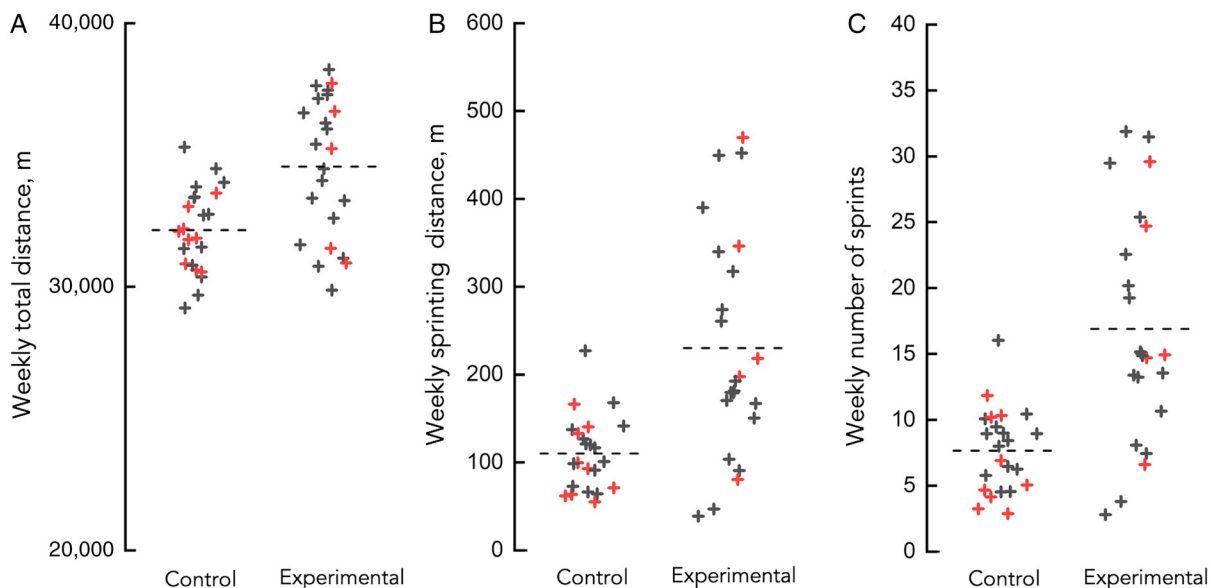 A
Weekly total distance, m
40,000
30,000
20,000
Control
Experimental
B
Weekly sprinting distance, m
600
500
400
300
200
100
0
Control
Experimental
C
Weekly number of sprints
40
35
30
25
20
15
10
5
0
Control
Experimental